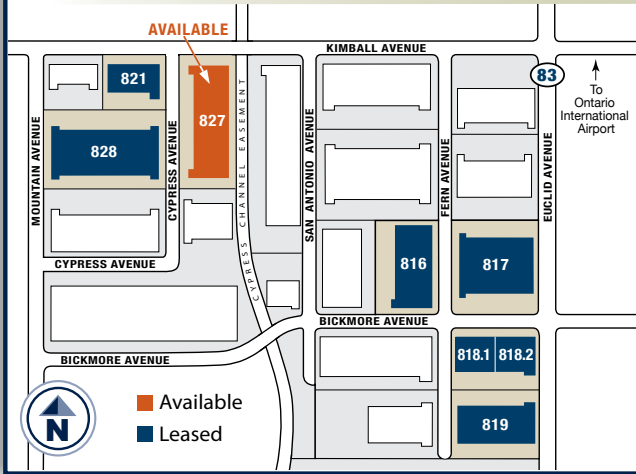 AVAILABLE
KIMBALL AVENUE
821
83
To
Ontario
International
Airport
827
828
MOUNTAIN AVENUE
CYPRESS AVENUE
CYPRESS CHANNEL EASEMENT
SAN ANTONIO AVENUE
FERN AVENUE
EUCLID AVENUE
CYPRESS AVENUE
816
817
BICKMORE AVENUE
BICKMORE AVENUE
818.1
818.2
819
N
Available
Leased